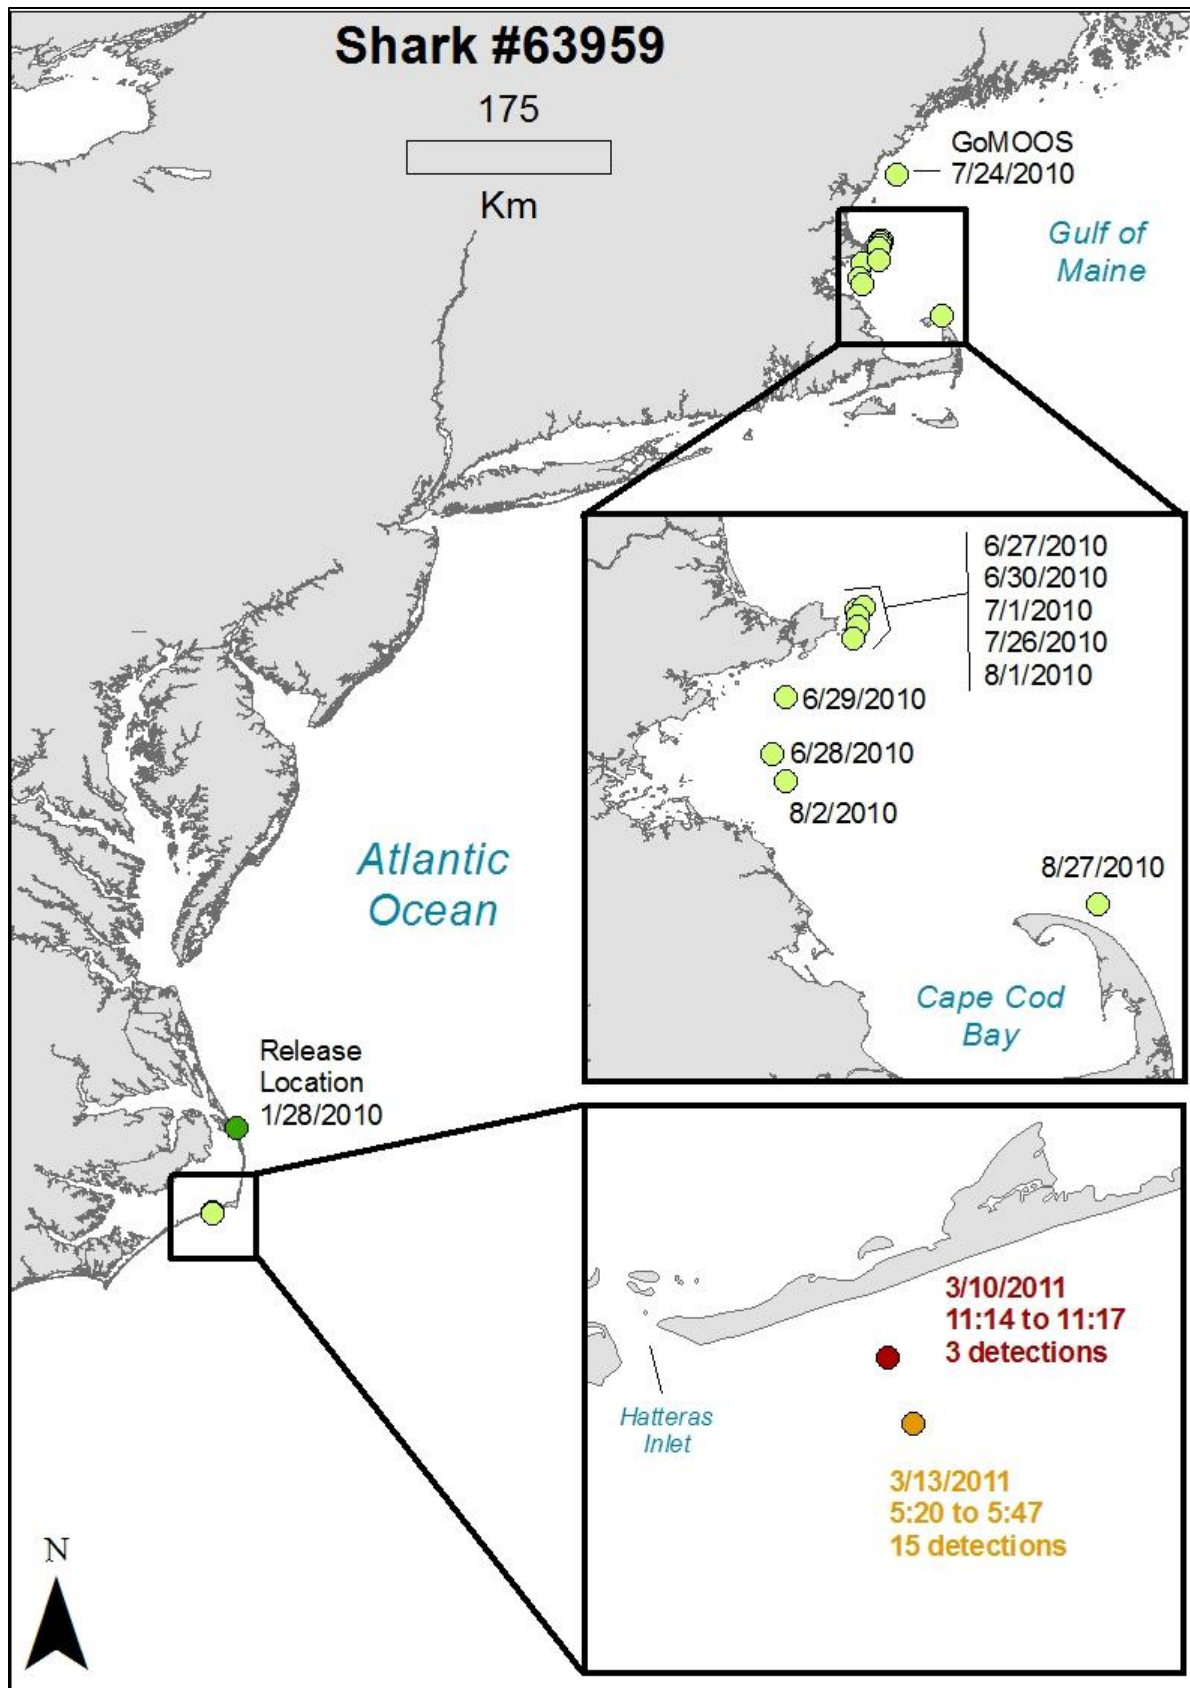 Shark #63959
175
Km
GoMOOS
7/24/2010
Gulf of
Maine
6/27/2010
6/30/2010
7/1/2010
7/26/2010
8/1/2010
6/29/2010
6/28/2010
8/2/2010
8/27/2010
Cape Cod
Bay
Atlantic
Ocean
Release
Location
1/28/2010
3/10/2011
11:14 to 11:17
3 detections
Hatteras
Inlet
3/13/2011
5:20 to 5:47
15 detections
N